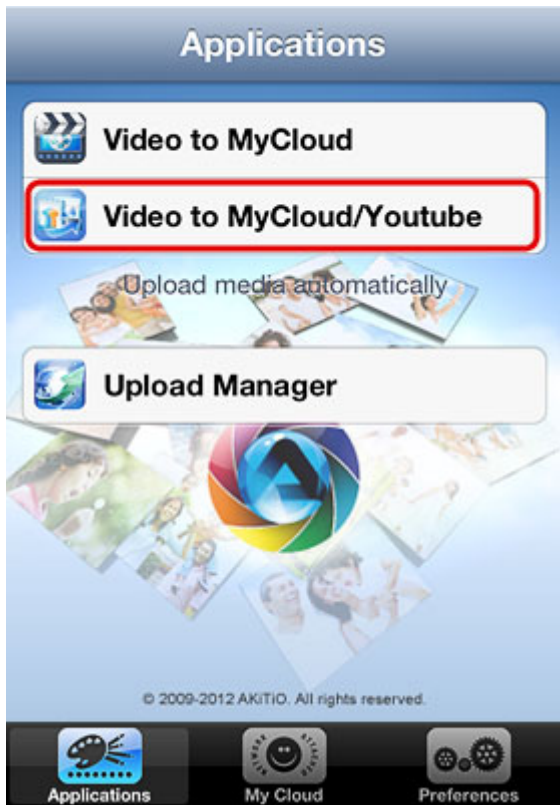 Applications
Video to MyCloud
Video to MyCloud/Youtube
Upload media automatically
Upload Manager
© 2009-2012 AKiTiO. All rights reserved.
Applications
My Cloud
Preferences